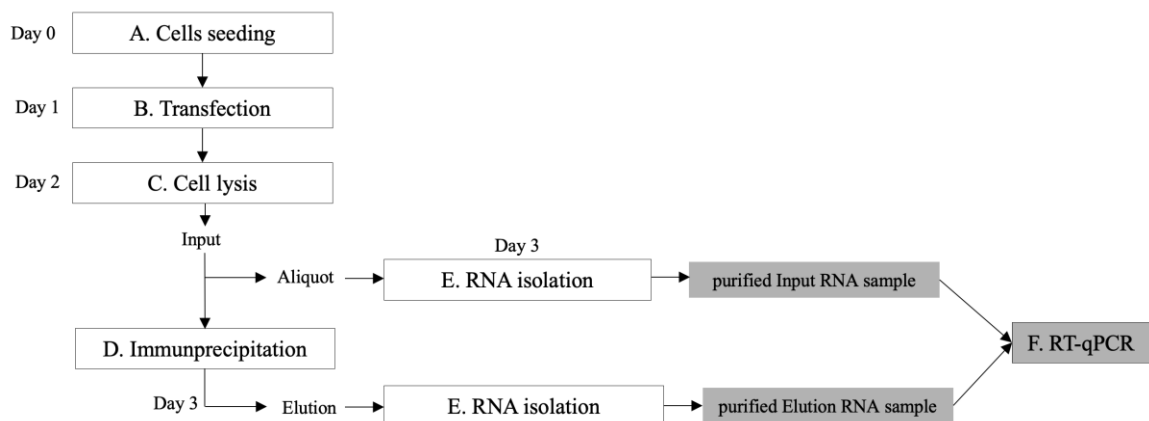 Day 0
A. Cells seeding
Day 1
B. Transfection
Day 2
C. Cell lysis
Input
Day 3
Aliquot
E. RNA isolation
purified Input RNA sample
D. Immunprecipitation
F. RT-qPCR
Day 3
Elution
E. RNA isolation
purified Elution RNA sample